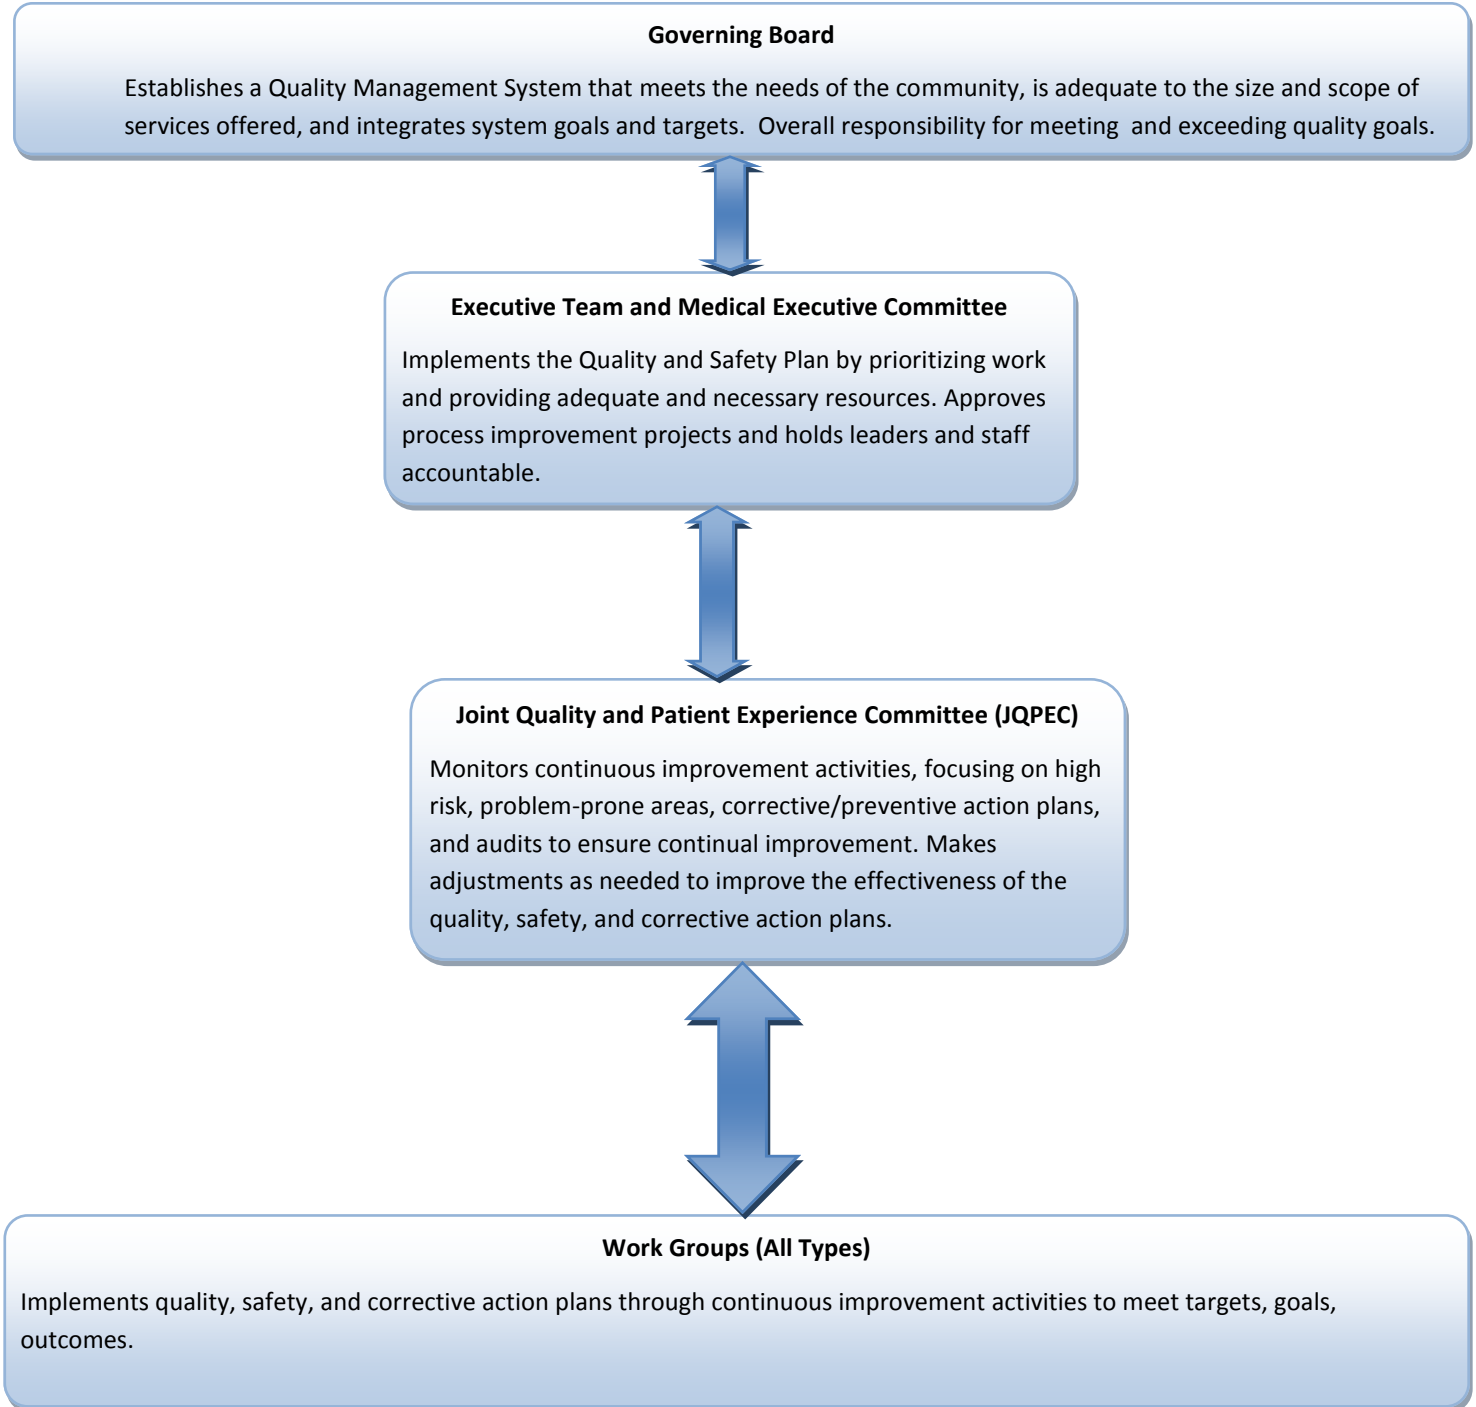 Governing Board
Establishes a Quality Management System that meets the needs of the community, is adequate to the size and scope of
services offered, and integrates system goals and targets.  Overall responsibility for meeting  and exceeding quality goals.
Executive Team and Medical Executive Committee
Implements the Quality and Safety Plan by prioritizing work
and providing adequate and necessary resources. Approves
process improvement projects and holds leaders and staff
accountable.
Joint Quality and Patient Experience Committee (JQPEC)
Monitors continuous improvement activities, focusing on high
risk, problem-prone areas, corrective/preventive action plans,
and audits to ensure continual improvement. Makes
adjustments as needed to improve the effectiveness of the
quality, safety, and corrective action plans.
Work Groups (All Types)
Implements quality, safety, and corrective action plans through continuous improvement activities to meet targets, goals,
outcomes.